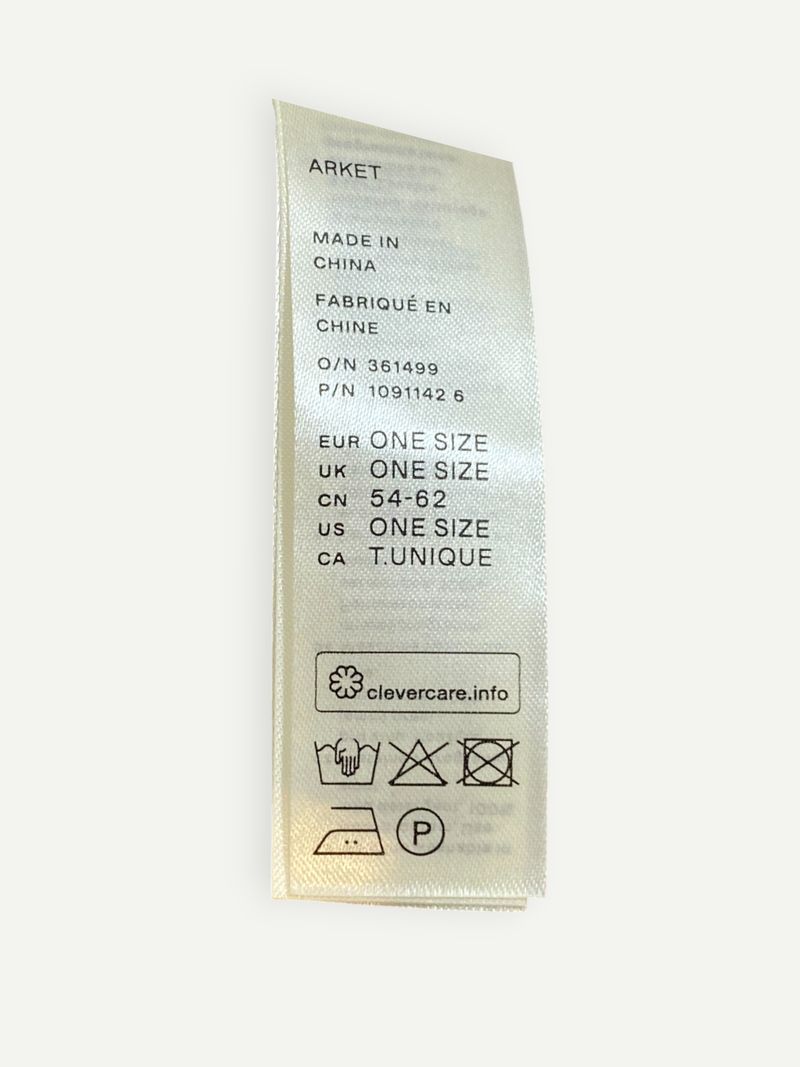 ARKET
MADE IN
CHINA
FABRIQUÉ EN
CHINE
O/N 361499
P/N 1091142 6
EUR ONE SIZE
UK ONE SIZE
CN 54-62
US ONE SIZE
CA T.UNIQUE
clevercare.info
P